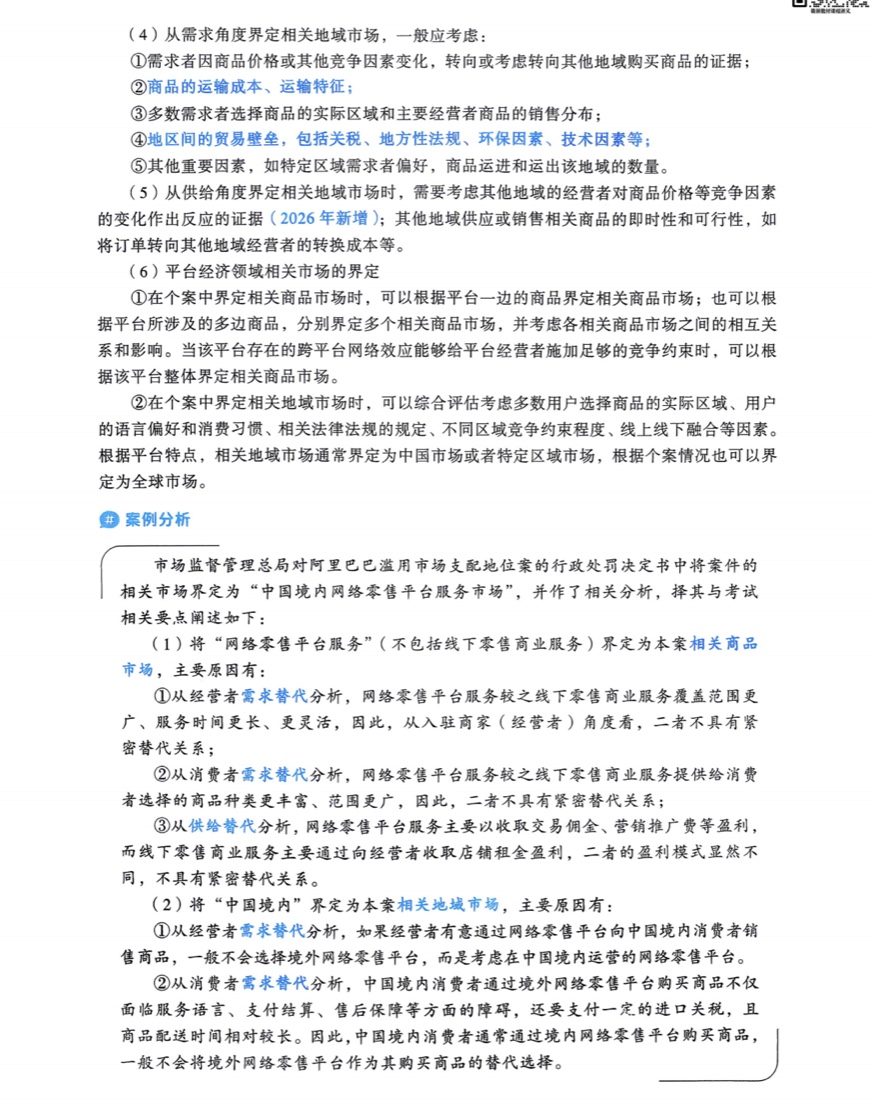 最新教材课程讲义
（4）从需求角度界定相关地域市场，一般应考虑：
①需求者因商品价格或其他竞争因素变化，转向或考虑转向其他地域购买商品的证据；
②商品的运输成本、运输特征；
③多数需求者选择商品的实际区域和主要经营者商品的销售分布；
④地区间的贸易壁垒，包括关税、地方性法规、环保因素、技术因素等；
⑤其他重要因素，如特定区域需求者偏好，商品运进和运出该地域的数量。
（5）从供给角度界定相关地域市场时，需要考虑其他地域的经营者对商品价格等竞争因素
的变化作出反应的证据（2026年新增）；其他地域供应或销售相关商品的即时性和可行性，如
将订单转向其他地域经营者的转换成本等。
（6）平台经济领域相关市场的界定
①在个案中界定相关商品市场时，可以根据平台一边的商品界定相关商品市场；也可以根
据平台所涉及的多边商品，分别界定多个相关商品市场，并考虑各相关商品市场之间的相互关
系和影响。当该平台存在的跨平台网络效应能够给平台经营者施加足够的竞争约束时，可以根
据该平台整体界定相关商品市场。
②在个案中界定相关地域市场时，可以综合评估考虑多数用户选择商品的实际区域、用户
的语言偏好和消费习惯、相关法律法规的规定、不同区域竞争约束程度、线上线下融合等因素。
根据平台特点，相关地域市场通常界定为中国市场或者特定区域市场，根据个案情况也可以界
定为全球市场。
# 案例分析
市场监督管理总局对阿里巴巴滥用市场支配地位案的行政处罚决定书中将案件的
相关市场界定为“中国境内网络零售平台服务市场”，并作了相关分析，择其与考试
相关要点阐述如下：
（1）将“网络零售平台服务”（不包括线下零售商业服务）界定为本案相关商品
市场，主要原因有：
①从经营者需求替代分析，网络零售平台服务较之线下零售商业服务覆盖范围更
广、服务时间更长、更灵活，因此，从入驻商家（经营者）角度看，二者不具有紧
密替代关系；
②从消费者需求替代分析，网络零售平台服务较之线下零售商业服务提供给消费
者选择的商品种类更丰富、范围更广，因此，二者不具有紧密替代关系；
③从供给替代分析，网络零售平台服务主要以收取交易佣金、营销推广费等盈利，
而线下零售商业服务主要通过向经营者收取店铺租金盈利，二者的盈利模式显然不
同，不具有紧密替代关系。
（2）将“中国境内”界定为本案相关地域市场，主要原因有：
①从经营者需求替代分析，如果经营者有意通过网络零售平台向中国境内消费者销
售商品，一般不会选择境外网络零售平台，而是考虑在中国境内运营的网络零售平台。
②从消费者需求替代分析，中国境内消费者通过境外网络零售平台购买商品不仅
面临服务语言、支付结算、售后保障等方面的障碍，还要支付一定的进口关税，且
商品配送时间相对较长。因此，中国境内消费者通常通过境内网络零售平台购买商品，
一般不会将境外网络零售平台作为其购买商品的替代选择。